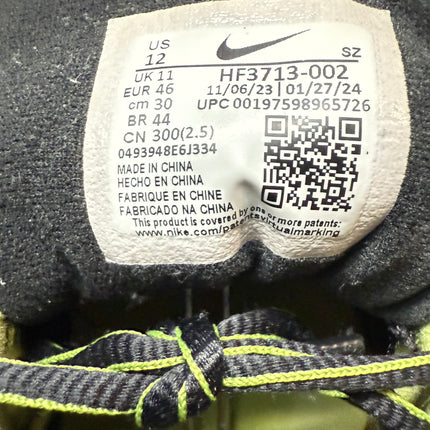 US
12
SZ
UK 11
HF3713-002
EUR 46
11/06/23 | 01/27/24
cm 30
UPC 00197598965726
BR 44
CN 300(2.5)
0493948E6J334
MADE IN CHINA
HECHO EN CHINA
FABRIQUE EN CHINE
FABRICADO NA CHINA
This product is covered by one or more patents:
www.nike.com/patentsvirtualmarking